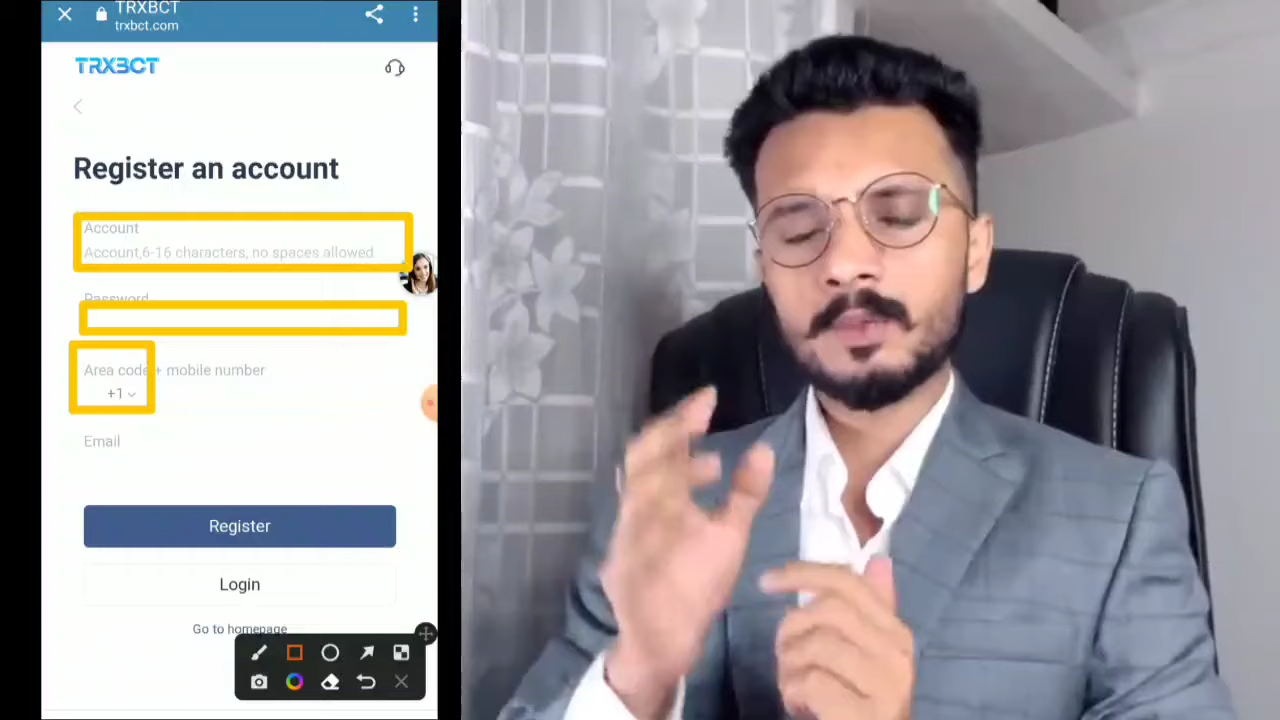 TRXBCT
trxbct.com
TRXBCT
Register an account
Account
Account,6-16 characters, no spaces allowed
Password
Area code + mobile number
+1
Email
Register
Login
Go to homepage